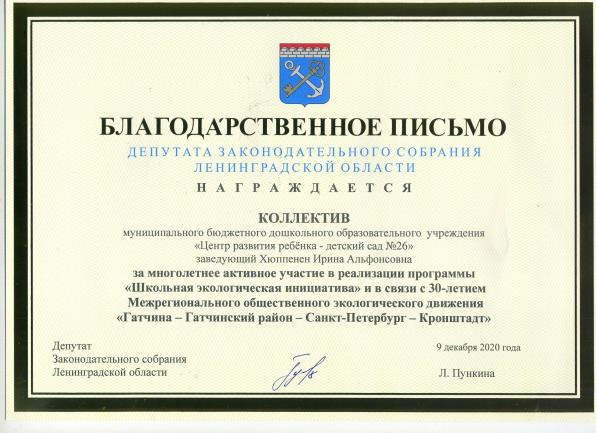 БЛАГОДАРСТВЕННОЕ ПИСЬМО
ДЕПУТАТА ЗАКОНОДАТЕЛЬНОГО СОБРАНИЯ
ЛЕНИНГРАДСКОЙ ОБЛАСТИ
НАГРАЖДАЕТСЯ
КОЛЛЕКТИВ
муниципального бюджетного дошкольного образовательного учреждения
«Центр развития ребёнка - детский сад №26»
заведующий Хюппенен Ирина Альфонсовна
за многолетнее активное участие в реализации программы
«Школьная экологическая инициатива» и в связи с 30-летием
Межрегионального общественного экологического движения
«Гатчина – Гатчинский район – Санкт-Петербург – Кронштадт»
Депутат
Законодательного собрания
Ленинградской области
9 декабря 2020 года
Л. Пункина